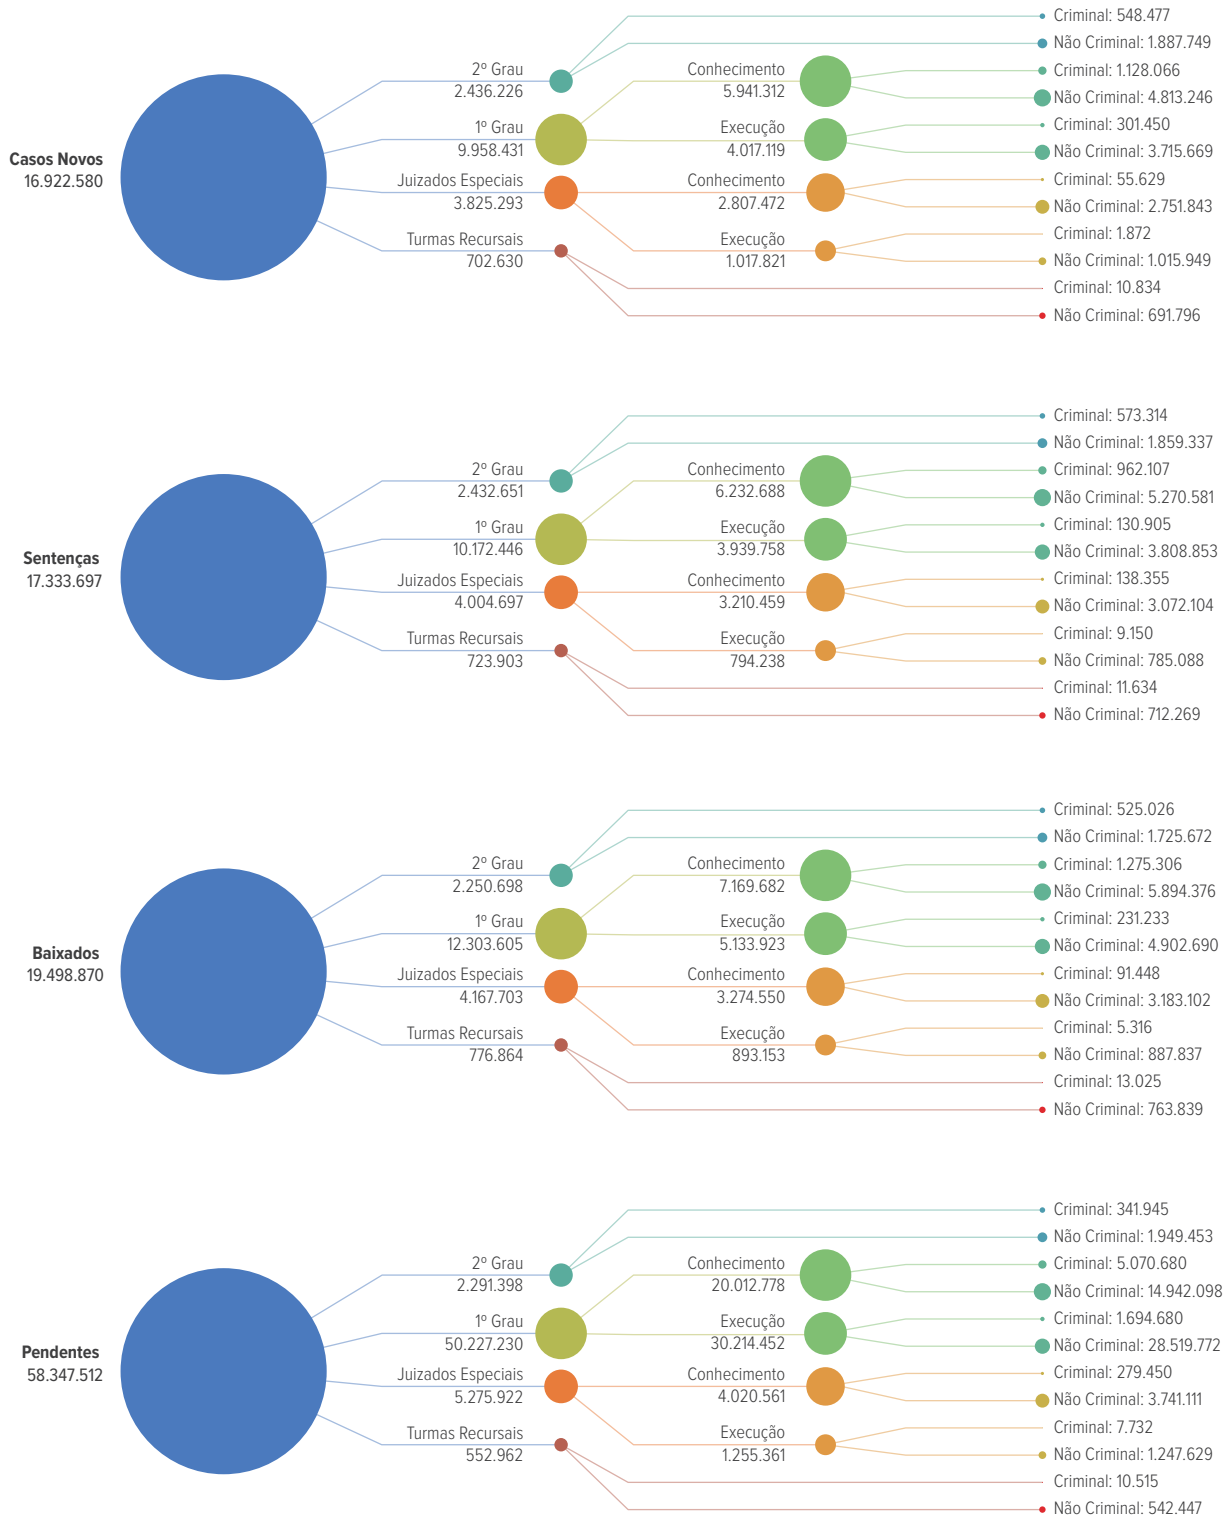 Casos Novos
16.922.580
2º Grau
2.436.226
1º Grau
9.958.431
Juizados Especiais
3.825.293
Turmas Recursais
702.630
Conhecimento
5.941.312
Execução
4.017.119
Conhecimento
2.807.472
Execução
1.017.821
Criminal: 548.477
Não Criminal: 1.887.749
Criminal: 1.128.066
Não Criminal: 4.813.246
Criminal: 301.450
Não Criminal: 3.715.669
Criminal: 55.629
Não Criminal: 2.751.843
Criminal: 1.872
Não Criminal: 1.015.949
Criminal: 10.834
Não Criminal: 691.796
Sentenças
17.333.697
2º Grau
2.432.651
1º Grau
10.172.446
Juizados Especiais
4.004.697
Turmas Recursais
723.903
Conhecimento
6.232.688
Execução
3.939.758
Conhecimento
3.210.459
Execução
794.238
Criminal: 573.314
Não Criminal: 1.859.337
Criminal: 962.107
Não Criminal: 5.270.581
Criminal: 130.905
Não Criminal: 3.808.853
Criminal: 138.355
Não Criminal: 3.072.104
Criminal: 9.150
Não Criminal: 785.088
Criminal: 11.634
Não Criminal: 712.269
Baixados
19.498.870
2º Grau
2.250.698
1º Grau
12.303.605
Juizados Especiais
4.167.703
Turmas Recursais
776.864
Conhecimento
7.169.682
Execução
5.133.923
Conhecimento
3.274.550
Execução
893.153
Criminal: 525.026
Não Criminal: 1.725.672
Criminal: 1.275.306
Não Criminal: 5.894.376
Criminal: 231.233
Não Criminal: 4.902.690
Criminal: 91.448
Não Criminal: 3.183.102
Criminal: 5.316
Não Criminal: 887.837
Criminal: 13.025
Não Criminal: 763.839
Pendentes
58.347.512
2º Grau
2.291.398
1º Grau
50.227.230
Juizados Especiais
5.275.922
Turmas Recursais
552.962
Conhecimento
20.012.778
Execução
30.214.452
Conhecimento
4.020.561
Execução
1.255.361
Criminal: 341.945
Não Criminal: 1.949.453
Criminal: 5.070.680
Não Criminal: 14.942.098
Criminal: 1.694.680
Não Criminal: 28.519.772
Criminal: 279.450
Não Criminal: 3.741.111
Criminal: 7.732
Não Criminal: 1.247.629
Criminal: 10.515
Não Criminal: 542.447